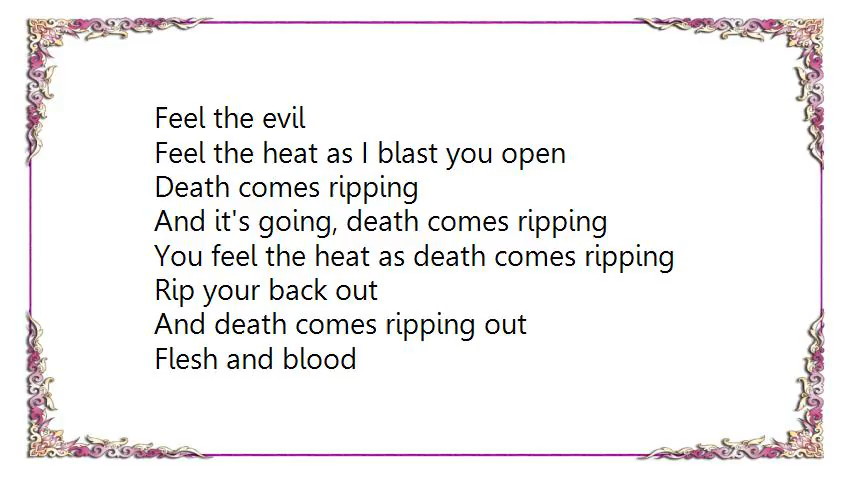 Feel the evil
Feel the heat as I blast you open
Death comes ripping
And it's going, death comes ripping
You feel the heat as death comes ripping
Rip your back out
And death comes ripping out
Flesh and blood